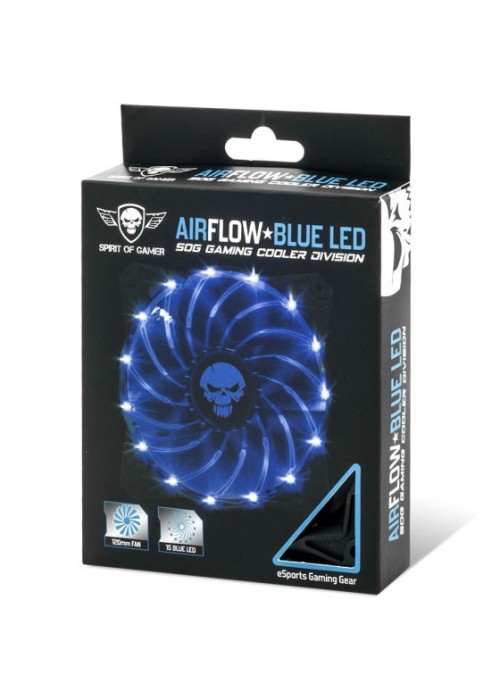 SPIRIT OF GAMER
AIRFLOW★BLUE LED
SOG GAMING COOLER DIVISION
120mm FAN
15 BLUE LED
eSports Gaming Gear
AIRFLOW★BLUE LED
SOG GAMING COOLER DIVISION